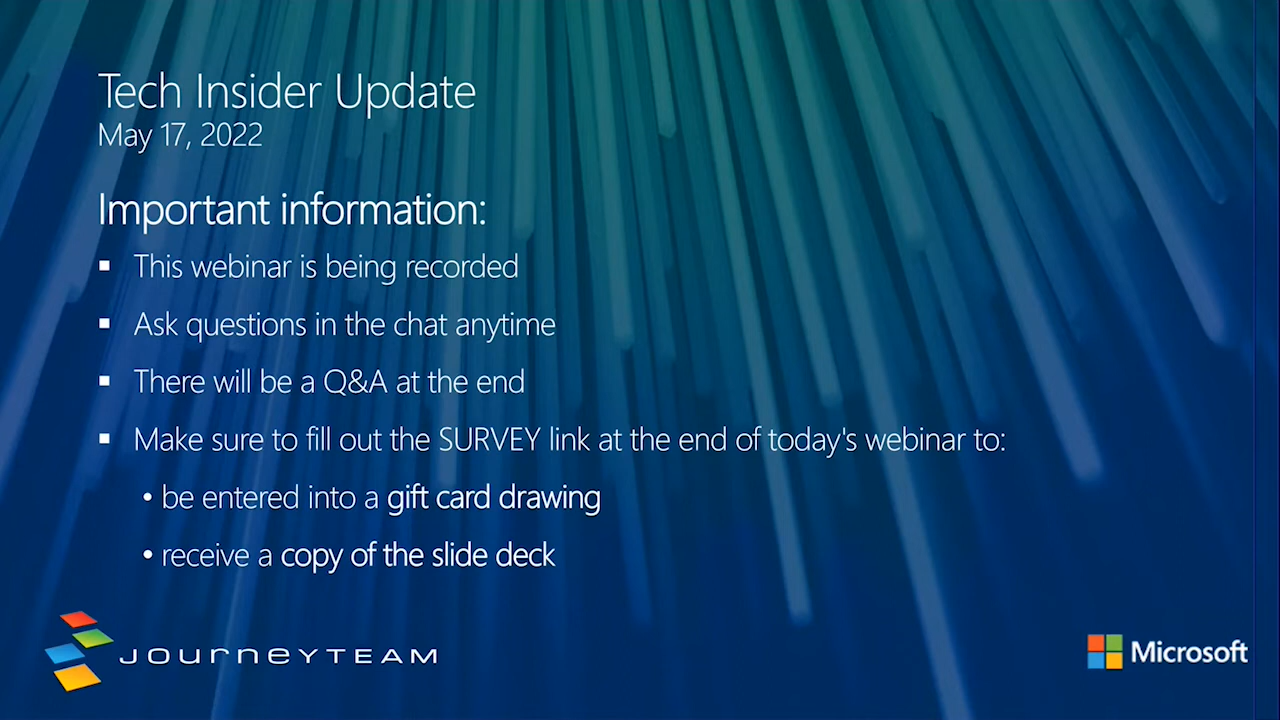 Tech Insider Update
May 17, 2022
Important information:
▪ This webinar is being recorded
▪ Ask questions in the chat anytime
▪ There will be a Q&A at the end
▪ Make sure to fill out the SURVEY link at the end of today's webinar to:
• be entered into a gift card drawing
• receive a copy of the slide deck
JOURNEYTEAM
Microsoft